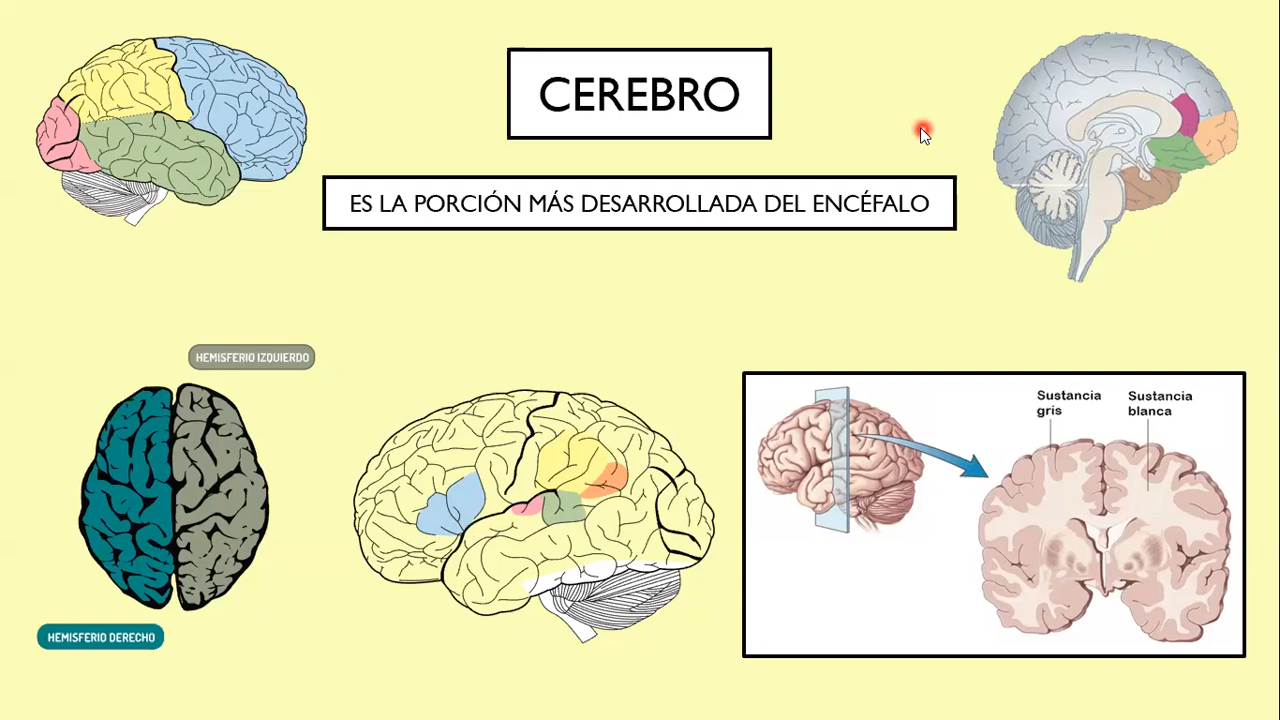 CEREBRO
ES LA PORCIÓN MÁS DESARROLLADA DEL ENCÉFALO
HEMISFERIO IZQUIERDO
HEMISFERIO DERECHO
Sustancia
gris
Sustancia
blanca